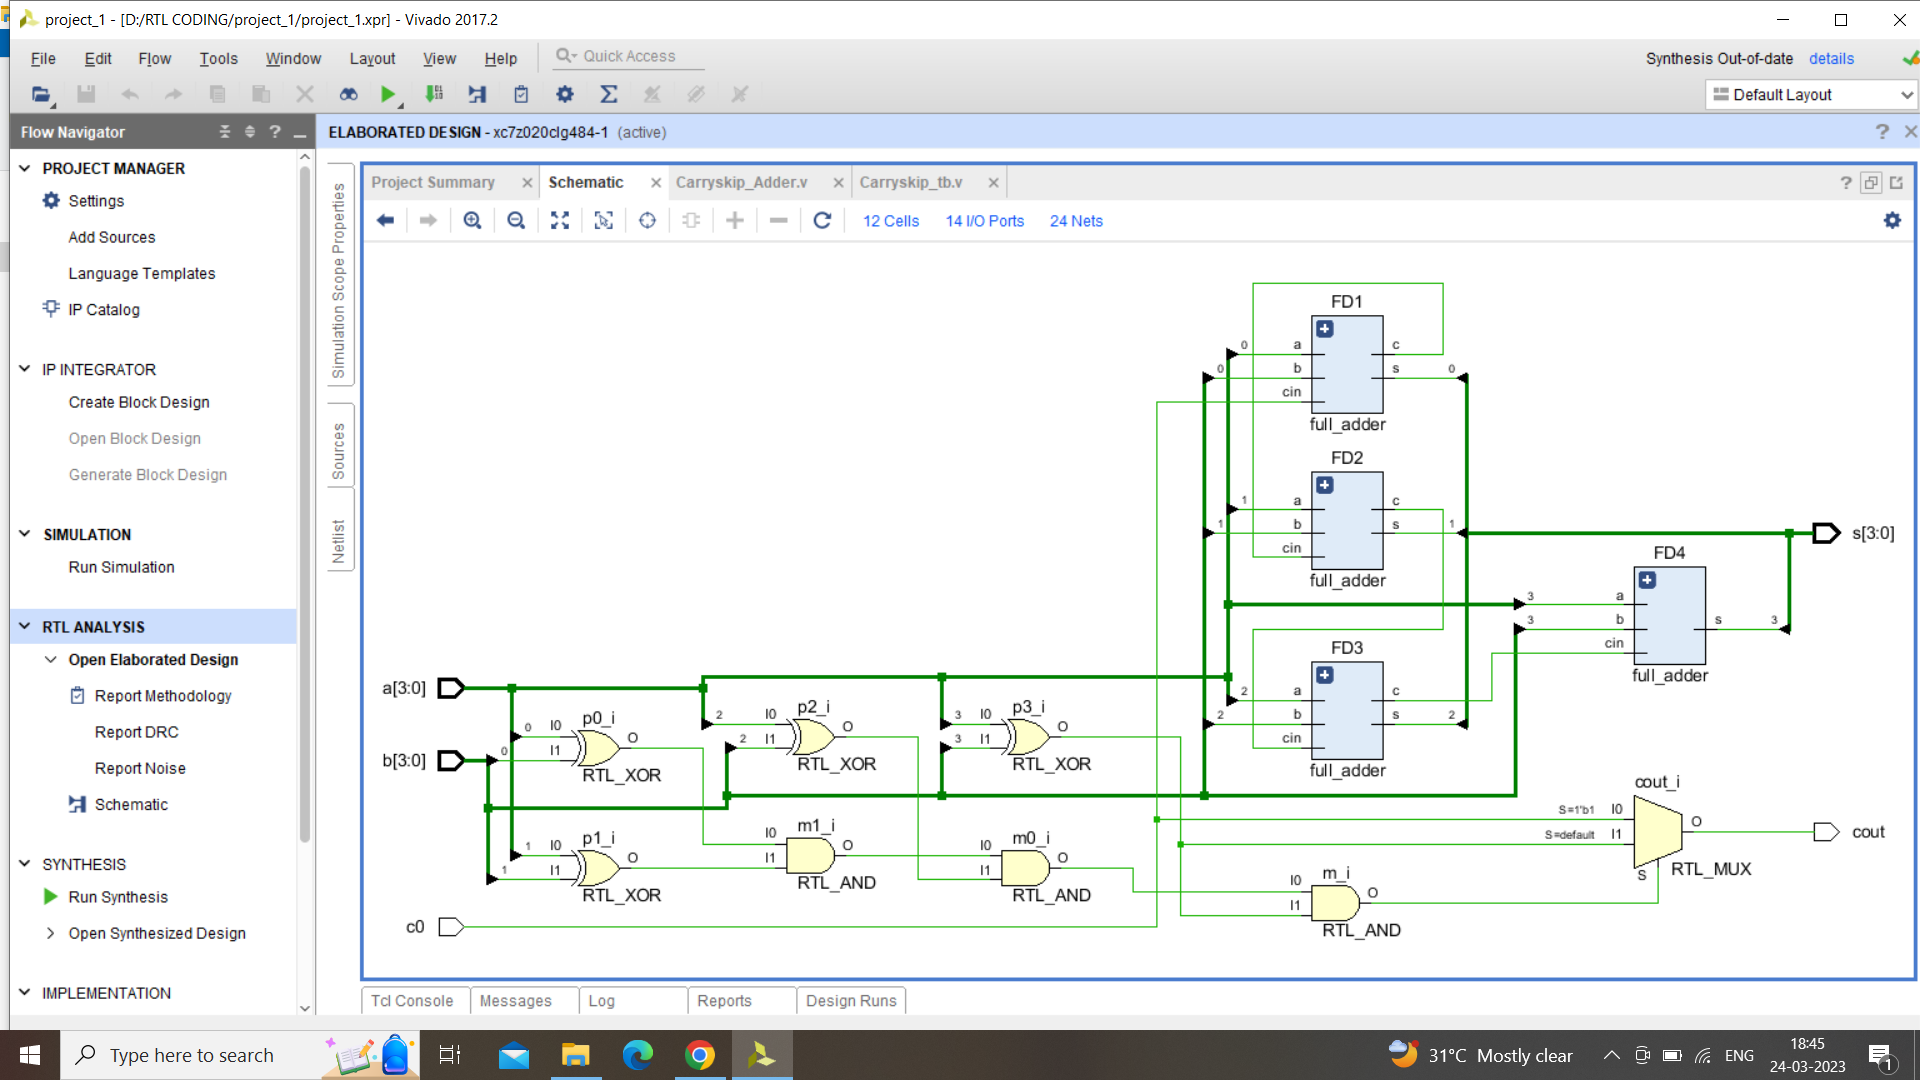 project_1 - [D:/RTL CODING/project_1/project_1.xpr] - Vivado 2017.2
File Edit Flow Tools Window Layout View Help Quick Access
Synthesis Out-of-date details
Default Layout
Flow Navigator
ELABORATED DESIGN - xc7z020clg484-1 (active)
PROJECT MANAGER
Settings
Add Sources
Language Templates
IP Catalog
IP INTEGRATOR
Create Block Design
Open Block Design
Generate Block Design
SIMULATION
Run Simulation
RTL ANALYSIS
Open Elaborated Design
Report Methodology
Report DRC
Report Noise
Schematic
SYNTHESIS
Run Synthesis
Open Synthesized Design
IMPLEMENTATION
Simulation Scope Properties
Sources
Netlist
Project Summary Schematic Carryskip_Adder.v Carryskip_tb.v
12 Cells 14 I/O Ports 24 Nets
FD1
0 a c
0 b s 0
cin
full_adder
FD2
1 a c
1 b s 1
cin
full_adder
s[3:0]
FD4
3 a
3 b s 3
cin
full_adder
FD3
2 a c
2 b s 2
cin
full_adder
a[3:0]
b[3:0]
c0
p0_i
0 I0 O
0 I1
RTL_XOR
p2_i
2 I0 O
2 I1
RTL_XOR
p3_i
3 I0 O
3 I1
RTL_XOR
p1_i
1 I0 O
1 I1
RTL_XOR
m1_i
I0 O
I1
RTL_AND
m0_i
I0 O
I1
RTL_AND
m_i
I0 O
I1
RTL_AND
cout_i
S=1'b1 I0 O
S=default I1
S
RTL_MUX
cout
Tcl Console Messages Log Reports Design Runs
Type here to search
31°C Mostly clear
ENG
18:45
24-03-2023
1